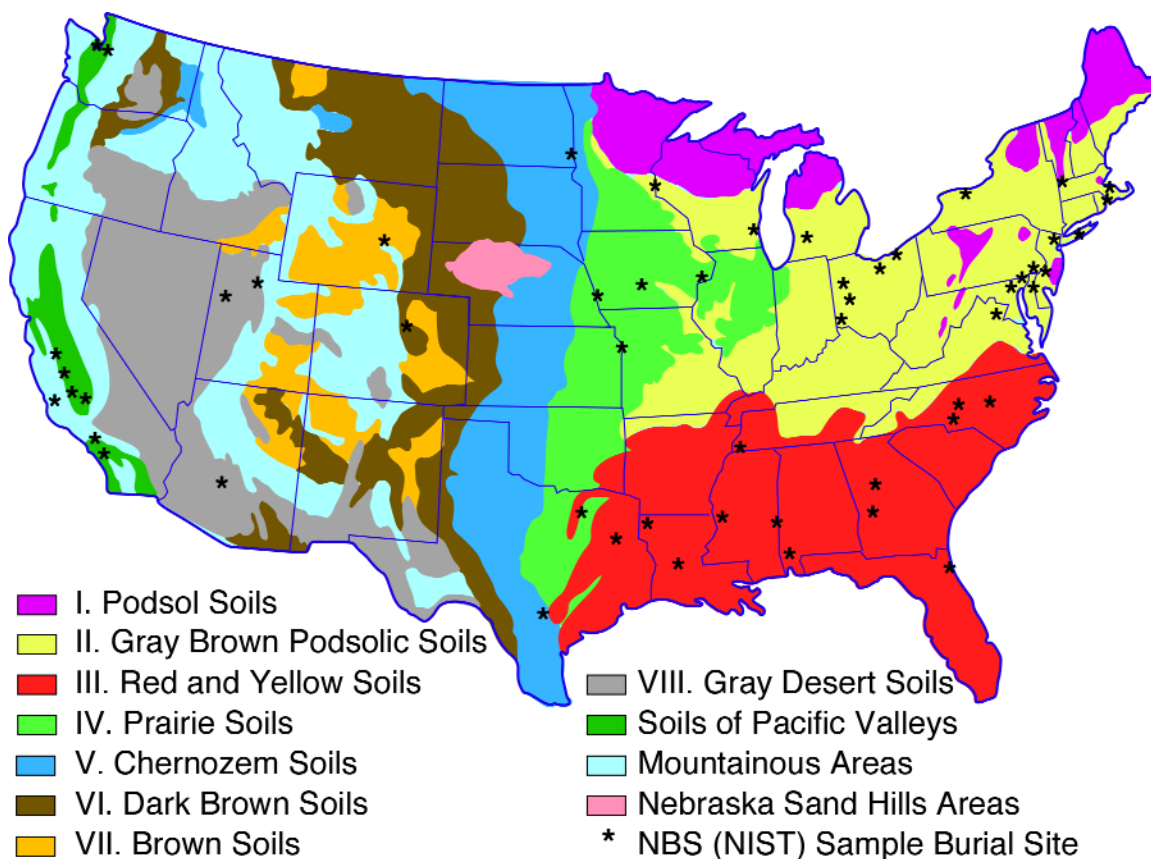 I. Podsol Soils
II. Gray Brown Podsolic Soils
III. Red and Yellow Soils
IV. Prairie Soils
V. Chernozem Soils
VI. Dark Brown Soils
VII. Brown Soils
VIII. Gray Desert Soils
Soils of Pacific Valleys
Mountainous Areas
Nebraska Sand Hills Areas
* NBS (NIST) Sample Burial Site